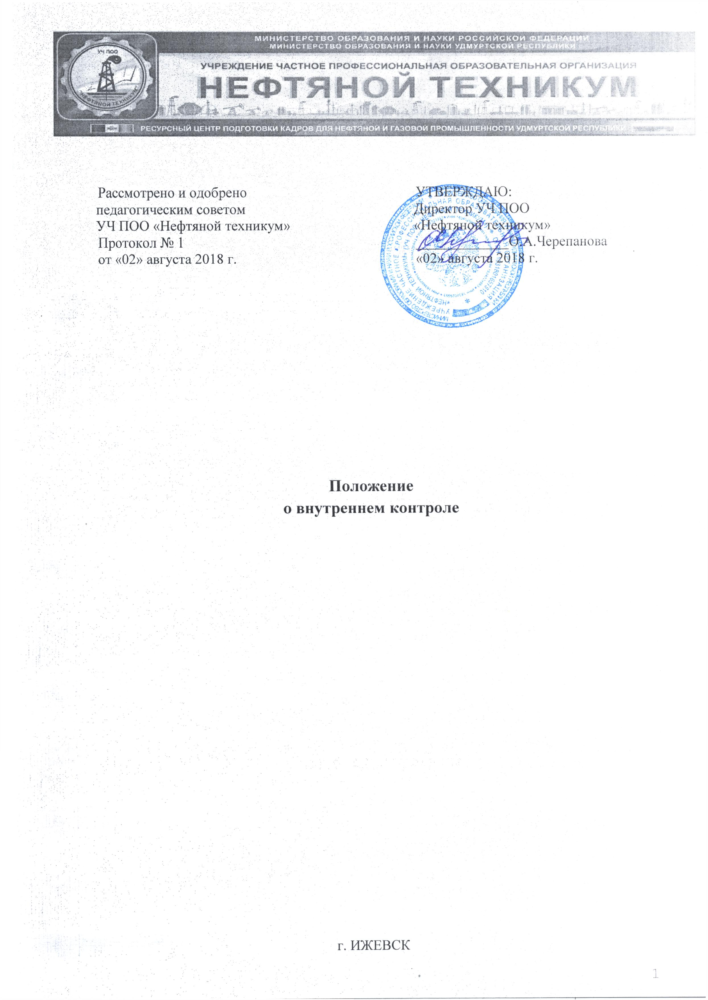 МИНИСТЕРСТВО ОБРАЗОВАНИЯ И НАУКИ РОССИЙСКОЙ ФЕДЕРАЦИИ
МИНИСТЕРСТВО ОБРАЗОВАНИЯ И НАУКИ УДМУРТСКОЙ РЕСПУБЛИКИ
УЧ ПОО
"НЕФТЯНОЙ ТЕХНИКУМ"
УЧРЕЖДЕНИЕ ЧАСТНОЕ ПРОФЕССИОНАЛЬНАЯ ОБРАЗОВАТЕЛЬНАЯ ОРГАНИЗАЦИЯ
НЕФТЯНОЙ ТЕХНИКУМ
РЕСУРСНЫЙ ЦЕНТР ПОДГОТОВКИ КАДРОВ ДЛЯ НЕФТЯНОЙ И ГАЗОВОЙ ПРОМЫШЛЕННОСТИ УДМУРТСКОЙ РЕСПУБЛИКИ
Рассмотрено и одобрено
педагогическим советом
УЧ ПОО «Нефтяной техникум»
Протокол № 1
от «02» августа 2018 г.
УТВЕРЖДАЮ:
Директор УЧ ПОО
«Нефтяной техникум»
О.А.Черепанова
«02» августа 2018 г.
Положение
о внутреннем контроле
г. ИЖЕВСК
1